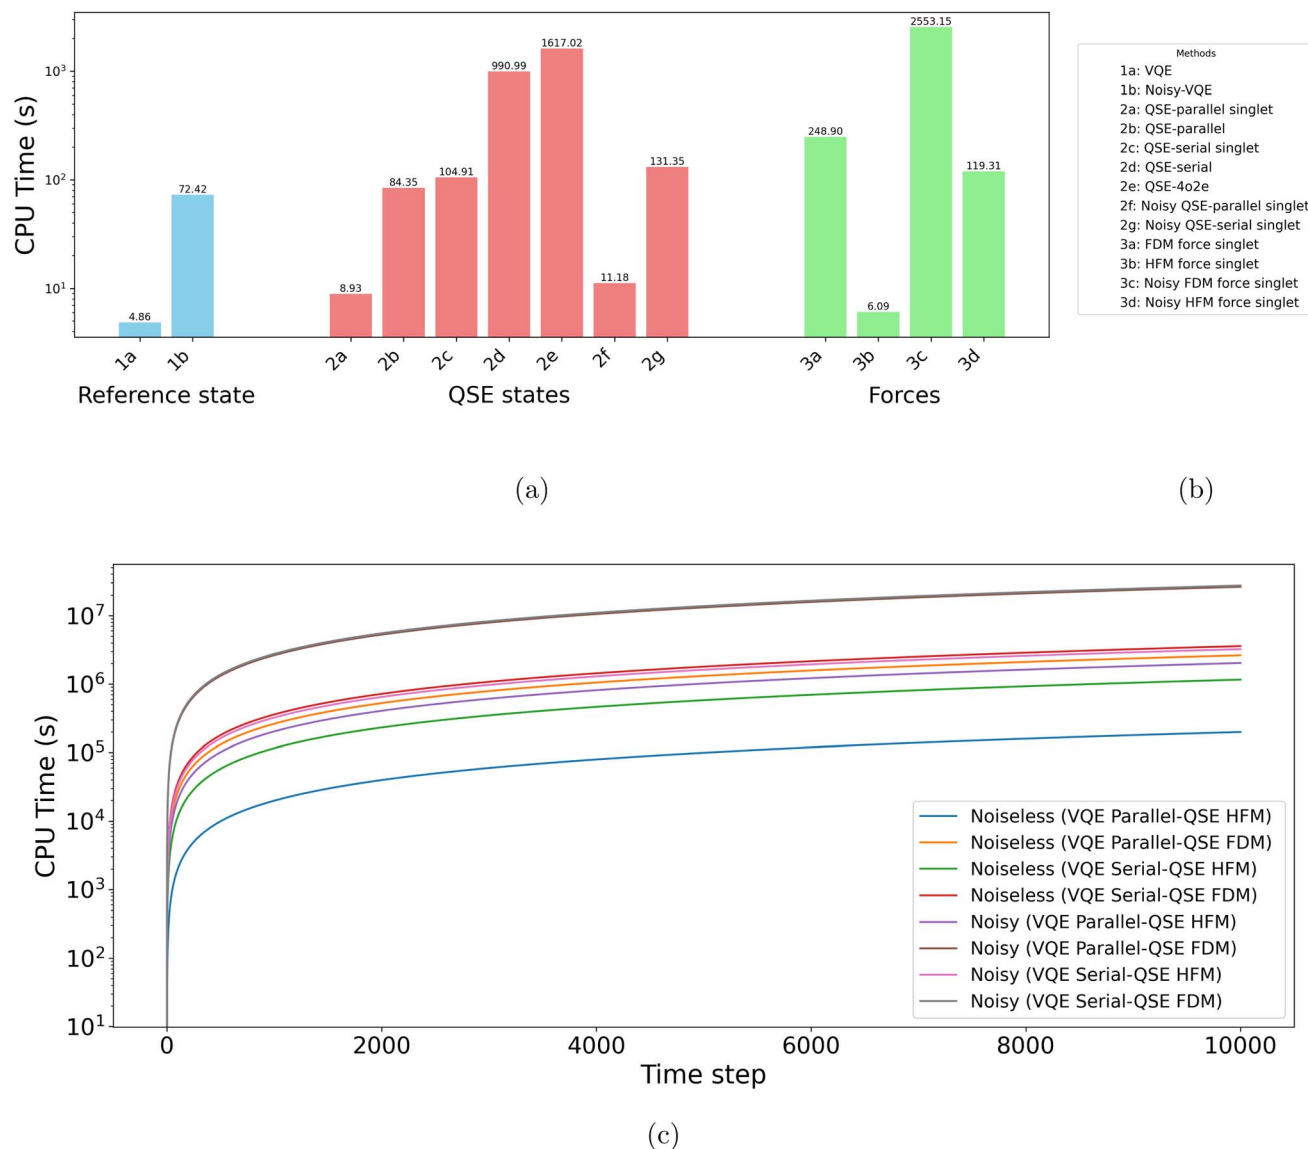 2553.15
1617.02
990.99
248.90
131.35
119.31
104.91
84.35
72.42
11.18
8.93
6.09
4.86
10³
10²
10¹
CPU Time (s)
1a
1b
2a
2b
2c
2d
2e
2f
2g
3a
3b
3c
3d
Reference state
QSE states
Forces
Methods
1a: VQE
1b: Noisy-VQE
2a: QSE-parallel singlet
2b: QSE-parallel
2c: QSE-serial singlet
2d: QSE-serial
2e: QSE-4o2e
2f: Noisy QSE-parallel singlet
2g: Noisy QSE-serial singlet
3a: FDM force singlet
3b: HFM force singlet
3c: Noisy FDM force singlet
3d: Noisy HFM force singlet
(a)
(b)
10⁷
10⁶
10⁵
10⁴
10³
10²
10¹
CPU Time (s)
Noiseless (VQE Parallel-QSE HFM)
Noiseless (VQE Parallel-QSE FDM)
Noiseless (VQE Serial-QSE HFM)
Noiseless (VQE Serial-QSE FDM)
Noisy (VQE Parallel-QSE HFM)
Noisy (VQE Parallel-QSE FDM)
Noisy (VQE Serial-QSE HFM)
Noisy (VQE Serial-QSE FDM)
0
2000
4000
6000
8000
10000
Time step
(c)